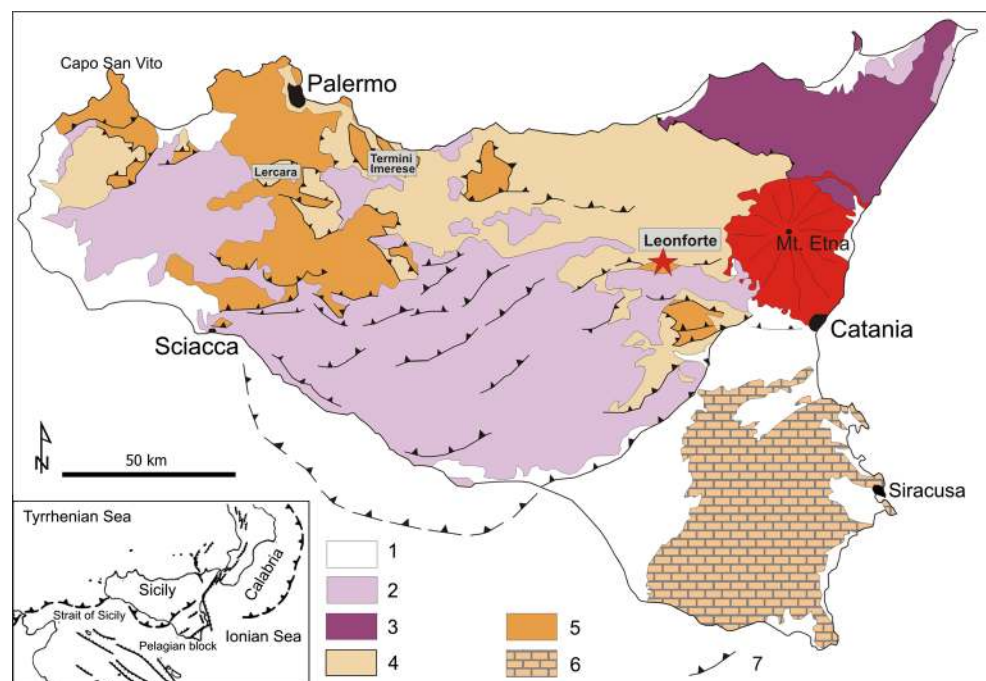 Capo San Vito
Palermo
Lercara
Termini
Imerese
Leonforte
Mt. Etna
Sciacca
Catania
N
50 km
Siracusa
Tyrrhenian Sea
Sicily
Calabria
Strait of Sicily
Ionian Sea
Pelagian block
1
2
3
4
5
6
7